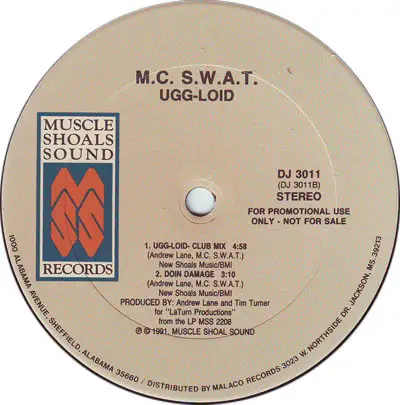 M.C. S.W.A.T.
UGG-LOID
MUSCLE
SHOALS
SOUND
MSS
RECORDS
DJ 3011
(DJ 3011B)
STEREO
FOR PROMOTIONAL USE
ONLY - NOT FOR SALE
1. UGG-LOID- CLUB MIX 4:58
(Andrew Lane, M.C. S.W.A.T.)
New Shoals Music/BMI
2. DOIN DAMAGE 3:10
(Andrew Lane, M.C. S.W.A.T.)
New Shoals Music/BMI
PRODUCED BY: Andrew Lane and Tim Turner
for "LaTurn Productions"
from the LP MSS 2208
℗ © 1991, MUSCLE SHOAL SOUND
1000 ALABAMA AVENUE, SHEFFIELD, ALABAMA 35660 / DISTRIBUTED BY MALACO RECORDS 3023 W. NORTHSIDE DR. JACKSON, MS. 39213